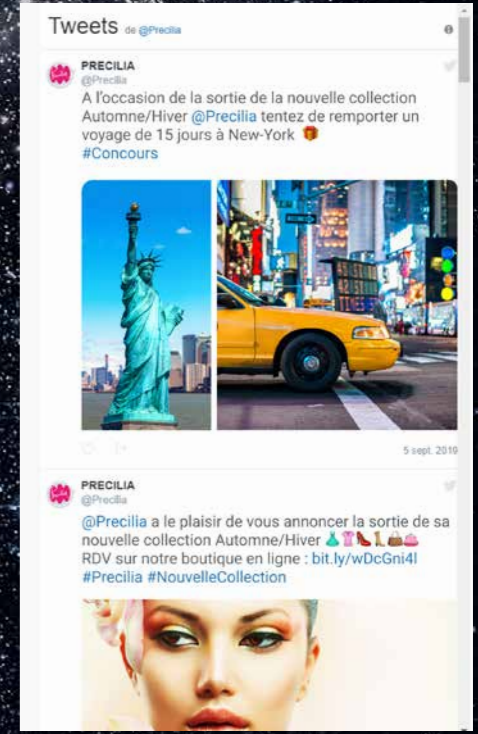 Tweets de @Precilia
PRECILIA
@Precilia
A l'occasion de la sortie de la nouvelle collection
Automne/Hiver @Precilia tentez de remporter un
voyage de 15 jours à New-York
#Concours
5 sept. 2019
PRECILIA
@Precilia
@Precilia a le plaisir de vous annoncer la sortie de sa
nouvelle collection Automne/Hiver
RDV sur notre boutique en ligne : bit.ly/wDcGni4l
#Precilia #NouvelleCollection